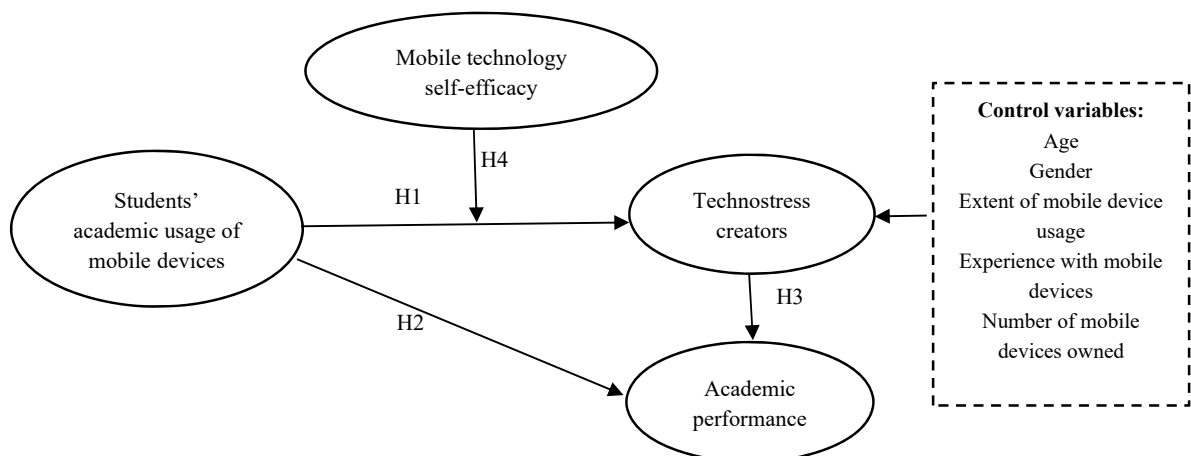 Mobile technology
self-efficacy
H4
H1
Students’
academic usage of
mobile devices
Technostress
creators
H3
H2
Academic
performance
Control variables:
Age
Gender
Extent of mobile device
usage
Experience with mobile
devices
Number of mobile
devices owned